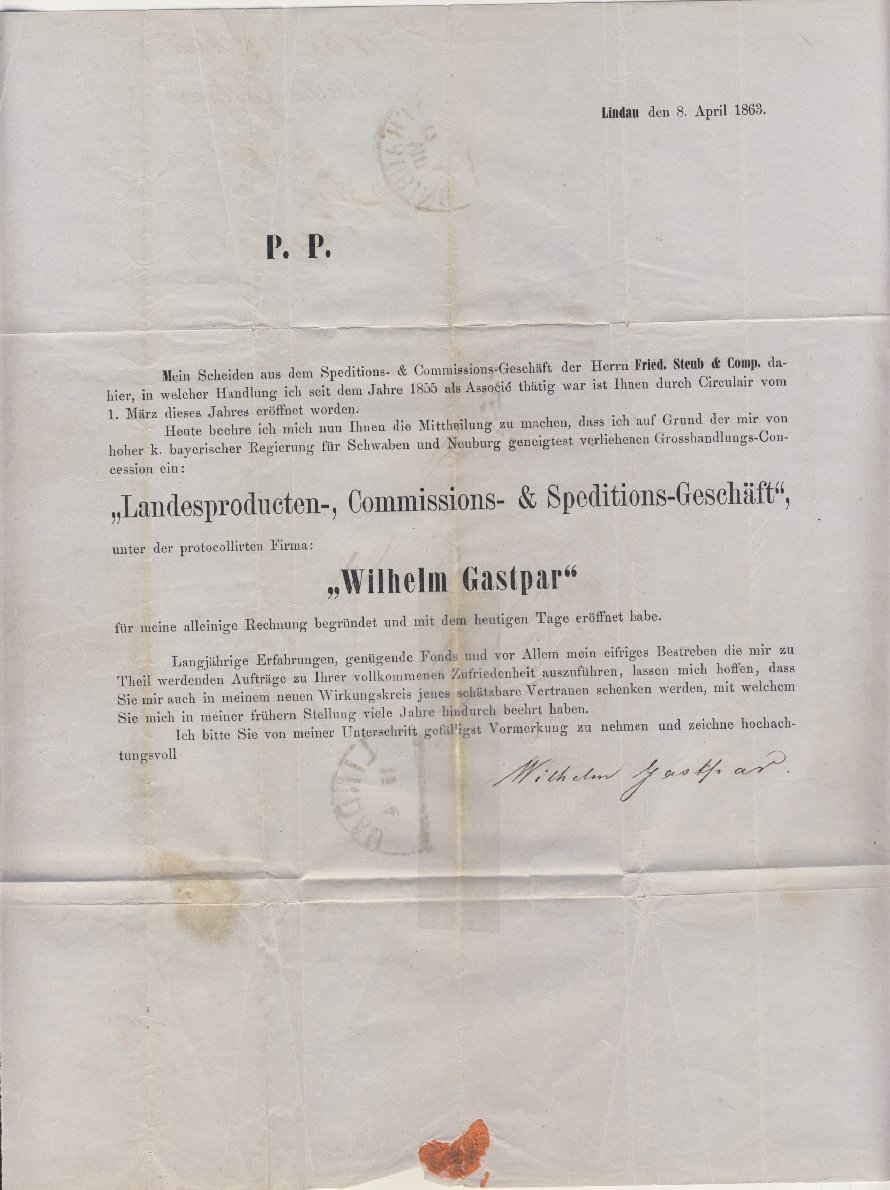 Lindau den 8. April 1863.
P. P.
Mein Scheiden aus dem Speditions- & Commissions-Geschäft der Herrn Fried. Steub & Comp. da-
hier, in welcher Handlung ich seit dem Jahre 1855 als Associé thätig war ist Ihnen durch Circulair vom
1. März dieses Jahres eröffnet worden.
Heute beehre ich mich nun Ihnen die Mittheilung zu machen, dass ich auf Grund der mir von
hoher k. bayerischer Regierung für Schwaben und Neuburg geneigtest verliehenen Grosshandlungs-Con-
cession ein:
„Landesproducten-, Commissions- & Speditions-Geschäft“,
unter der protocollirten Firma:
„Wilhelm Gastpar“
für meine alleinige Rechnung begründet und mit dem heutigen Tage eröffnet habe.
Langjährige Erfahrungen, genügende Fonds und vor Allem mein eifriges Bestreben die mir zu
Theil werdenden Aufträge zu Ihrer vollkommenen Zufriedenheit auszuführen, lassen mich hoffen, dass
Sie mir auch in meinem neuen Wirkungskreis jenes schätzbare Vertrauen schenken werden, mit welchem
Sie mich in meiner frühern Stellung viele Jahre hindurch beehrt haben.
Ich bitte Sie von meiner Unterschrift gefälligst Vormerkung zu nehmen und zeichne hochach-
tungsvoll
Wilhelm Gastpar.